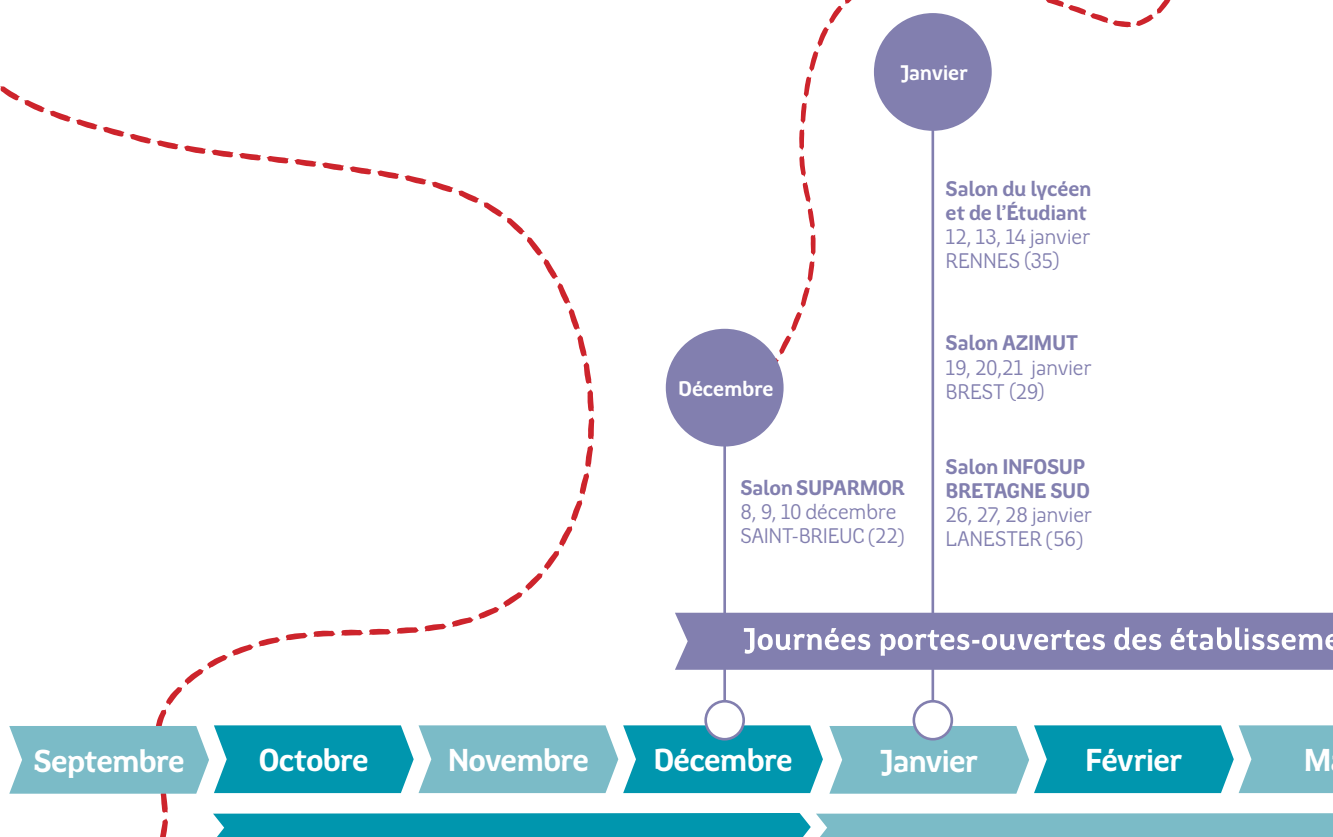 Janvier
Salon du lycéen
et de l'Étudiant
12, 13, 14 janvier
RENNES (35)
Salon AZIMUT
19, 20,21 janvier
BREST (29)
Salon INFOSUP
BRETAGNE SUD
26, 27, 28 janvier
LANESTER (56)
Décembre
Salon SUPARMOR
8, 9, 10 décembre
SAINT-BRIEUC (22)
Journées portes-ouvertes des établisseme
Septembre
Octobre
Novembre
Décembre
Janvier
Février
Ma